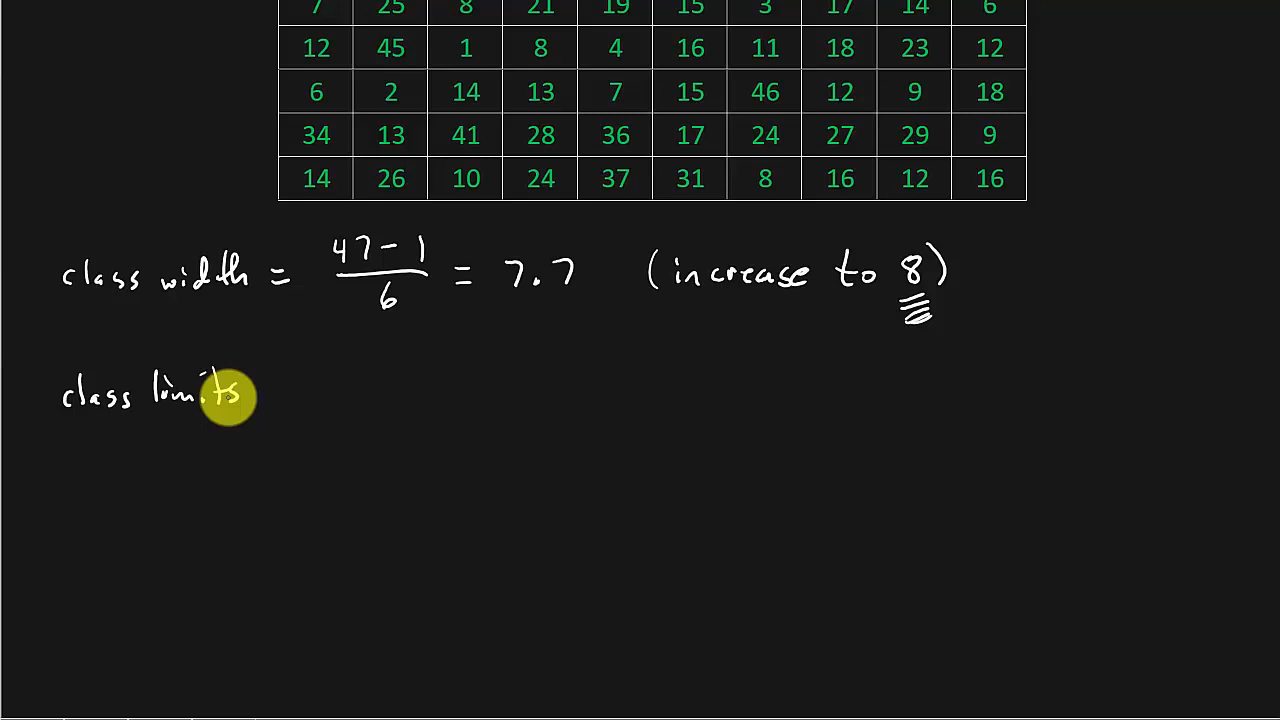 7 25 8 21 19 15 3 17 14 6
12 45 1 8 4 16 11 18 23 12
6 2 14 13 7 15 46 12 9 18
34 13 41 28 36 17 24 27 29 9
14 26 10 24 37 31 8 16 12 16
class width = 47 - 1 / 6 = 7.7 (increase to 8)
class limits